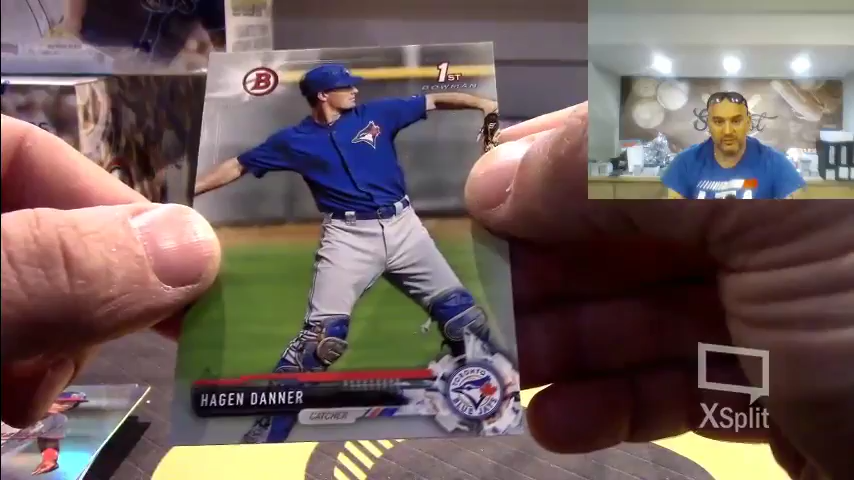 B
1ST
BOWMAN
HAGEN DANNER
CATCHER
TORONTO
BLUE JAYS
XSplit